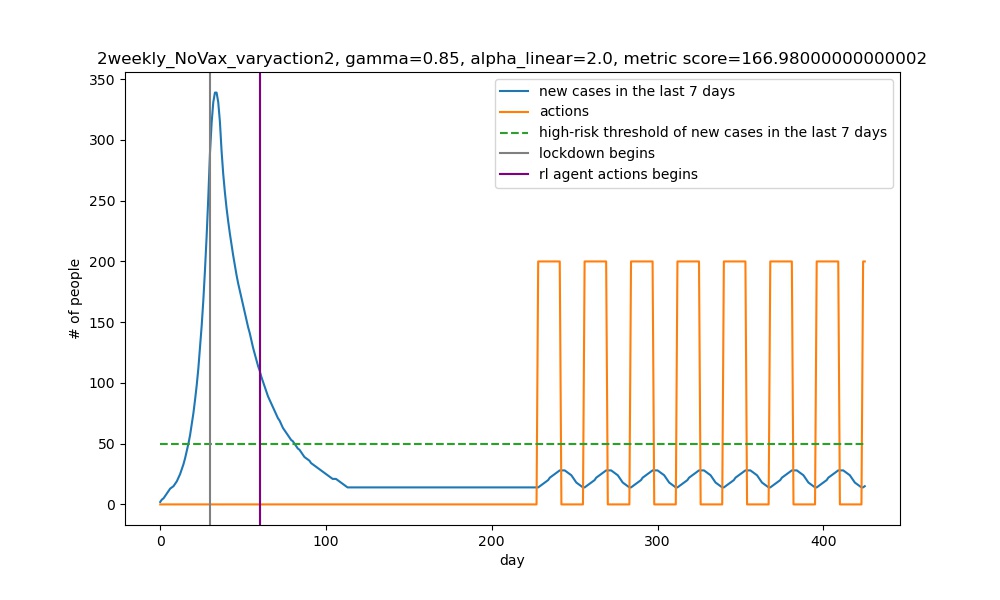 2weekly_NoVax_varyaction2, gamma=0.85, alpha_linear=2.0, metric score=166.98000000000002
350
300
250
200
150
100
50
0
# of people
new cases in the last 7 days
actions
high-risk threshold of new cases in the last 7 days
lockdown begins
rl agent actions begins
0 100 200 300 400
day